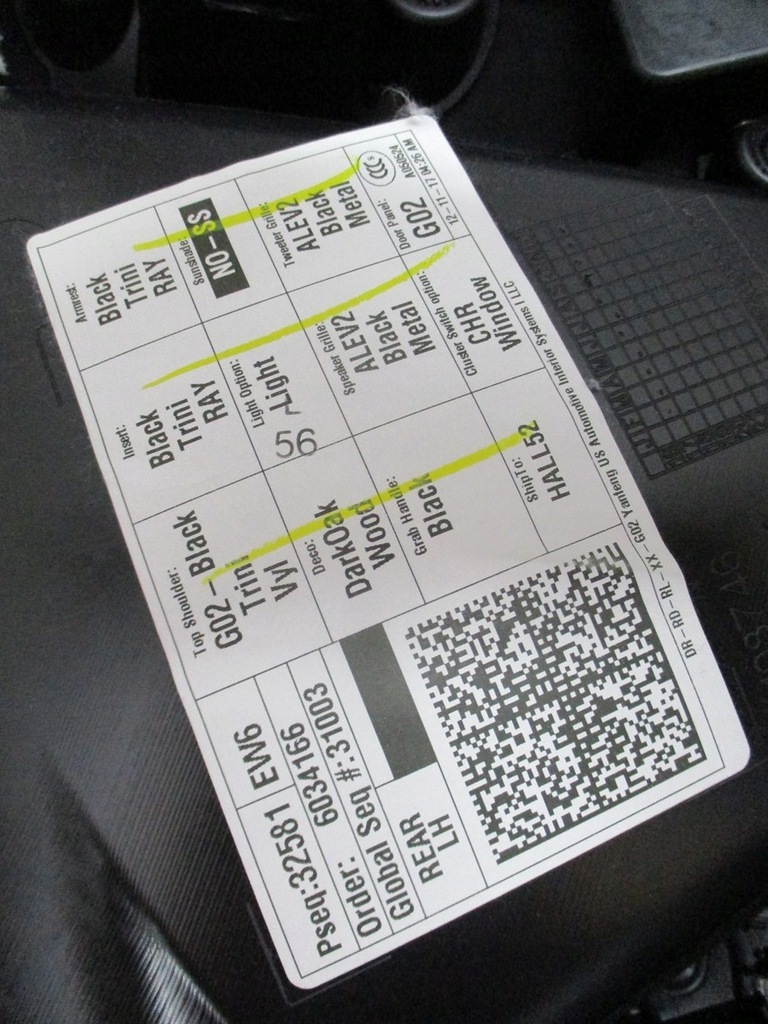 Pseq:32581 EW6
Order: 6034166
Global Seq #:31003
REAR
LH
Top Shoulder:
G02 - Black
Trini
Vyl
Insert:
Black
Trini
RAY
Armrest:
Black
Trini
RAY
Deco:
DarkOak
Wood
Light Option:
Light
56
Sunshade:
NO-SS
Grab Handle:
Black
Speaker Grille:
ALEV2
Black
Metal
Tweeter Grille:
ALEV2
Black
Metal
ShipTo:
HALL52
Cluster Switch option:
CHR
Window
Door Panel:
G02
CCC S
A050524
12-11-17 04:26 AM
DR-RD-RL-XX-G02 Yanfeng US Automotive Interior Systems I LLC